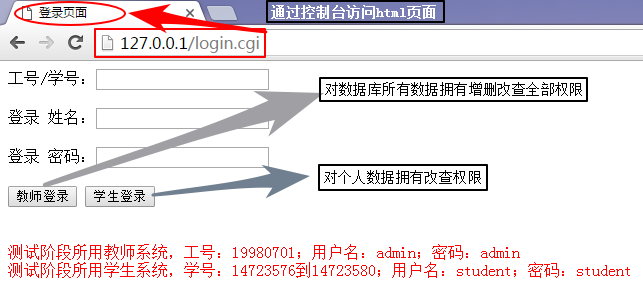 登录页面
通过控制台访问html页面
127.0.0.1/login.cgi
工号/学号：
对数据库所有数据拥有增删改查全部权限
登录 姓名：
登录 密码：
对个人数据拥有改查权限
教师登录 学生登录
测试阶段所用教师系统，工号：19980701；用户名：admin；密码：admin
测试阶段所用学生系统，学号：14723576到14723580；用户名：student；密码：student